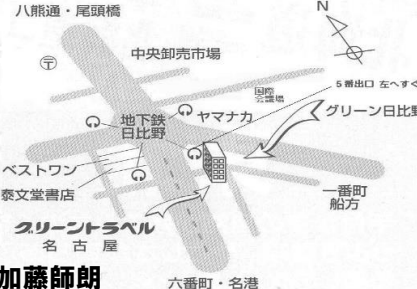 八熊通・尾頭橋
N
中央卸売市場
〒
国際
会議場
5番出口 左へすぐ
地下鉄
日比野
ヤマナカ
グリーン日比野
ベストワン
泰文堂書店
一番町
船方
グリーントラベル
名古屋
加藤師朗
六番町・名港